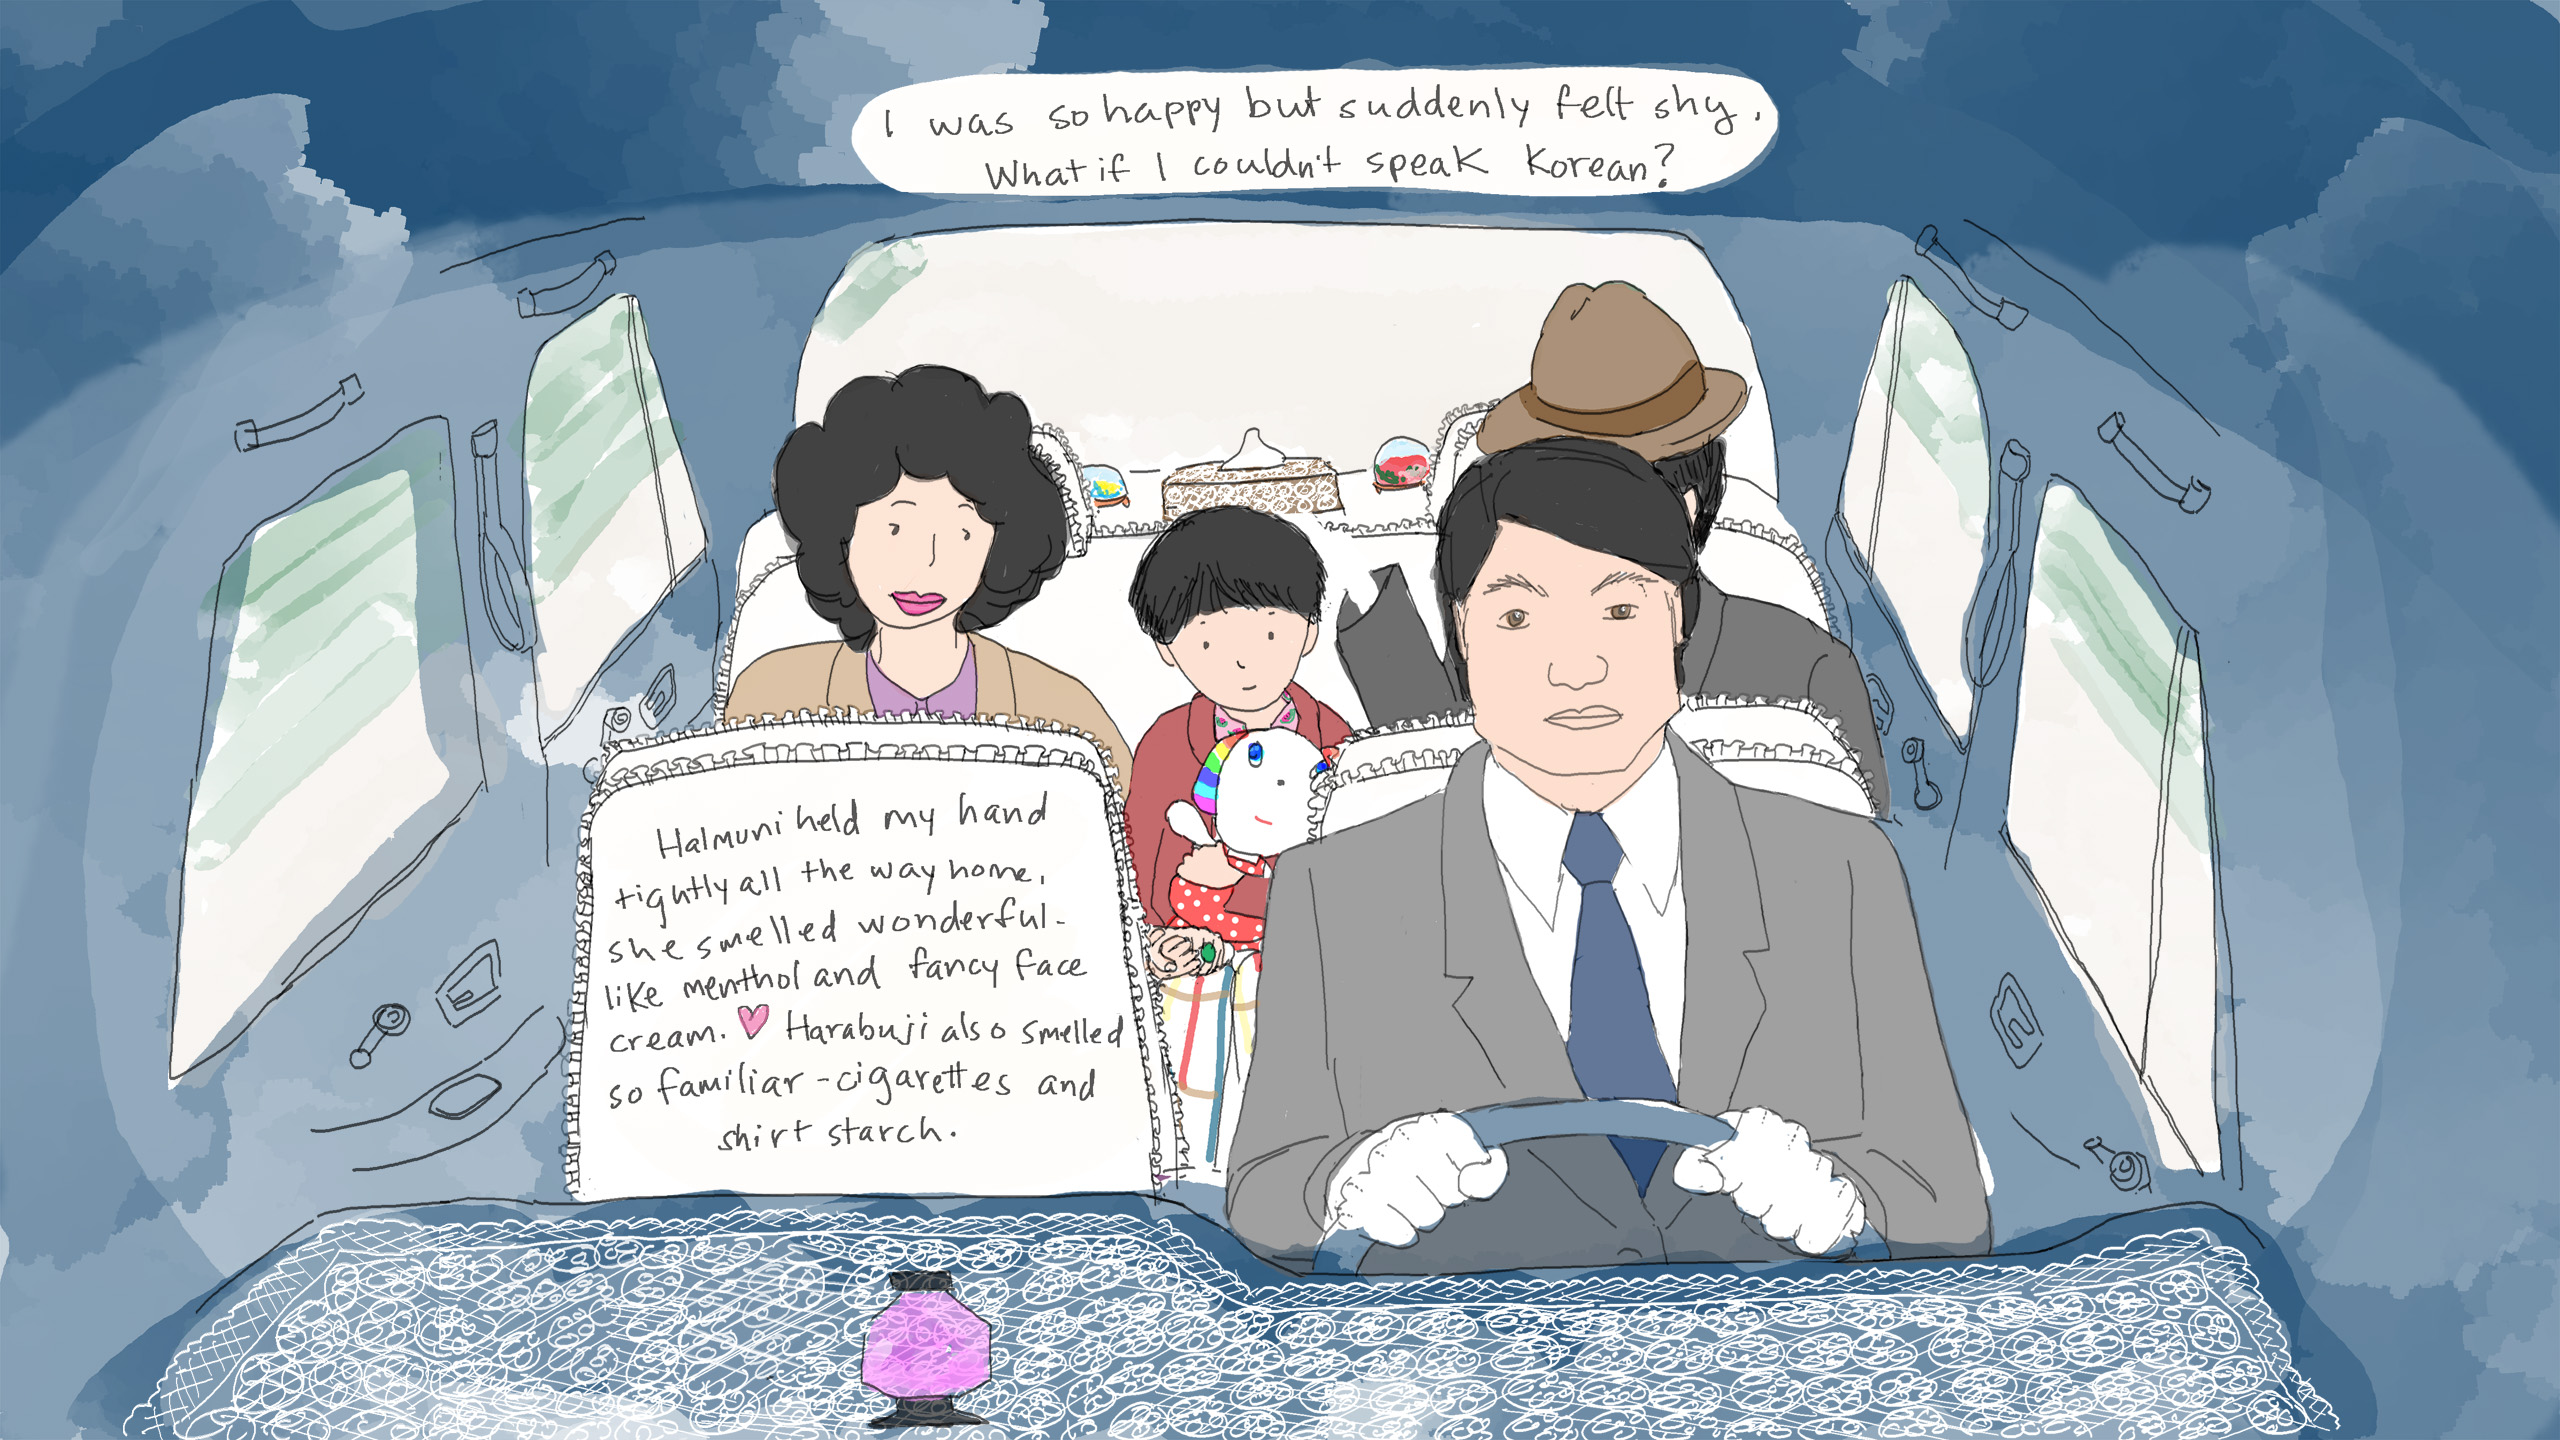 I was so happy but suddenly felt shy.
What if I couldn't speak Korean?
Halmuni held my hand
tightly all the way home.
she smelled wonderful-
like menthol and fancy face
cream. Harabuji also smelled
so familiar - cigarettes and
shirt starch.